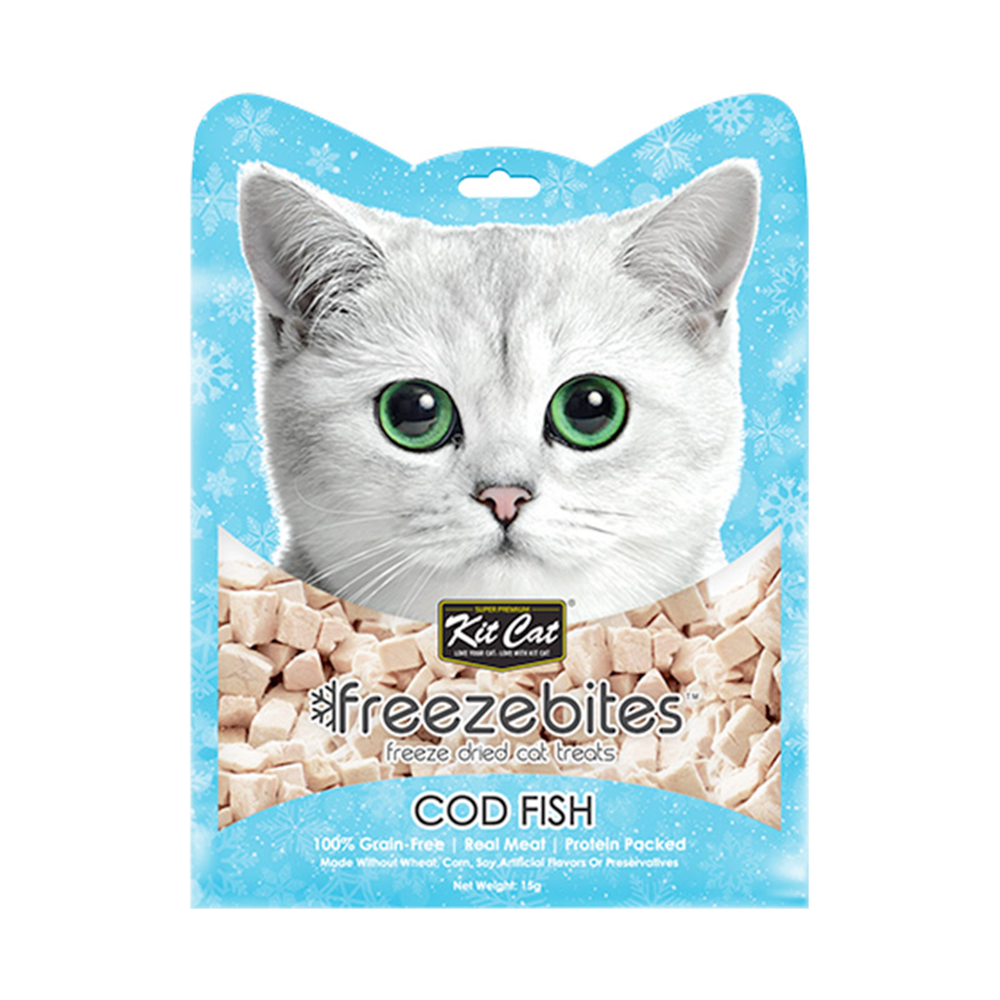 SUPER PREMIUM
Kit Cat®
LOVE YOUR CAT · LOVE WITH KIT CAT
freezebites™
freeze dried cat treats
COD FISH
100% Grain-Free | Real Meat | Protein Packed
Made Without Wheat, Corn, Soy, Artificial Flavors Or Preservatives
Net Weight: 15g